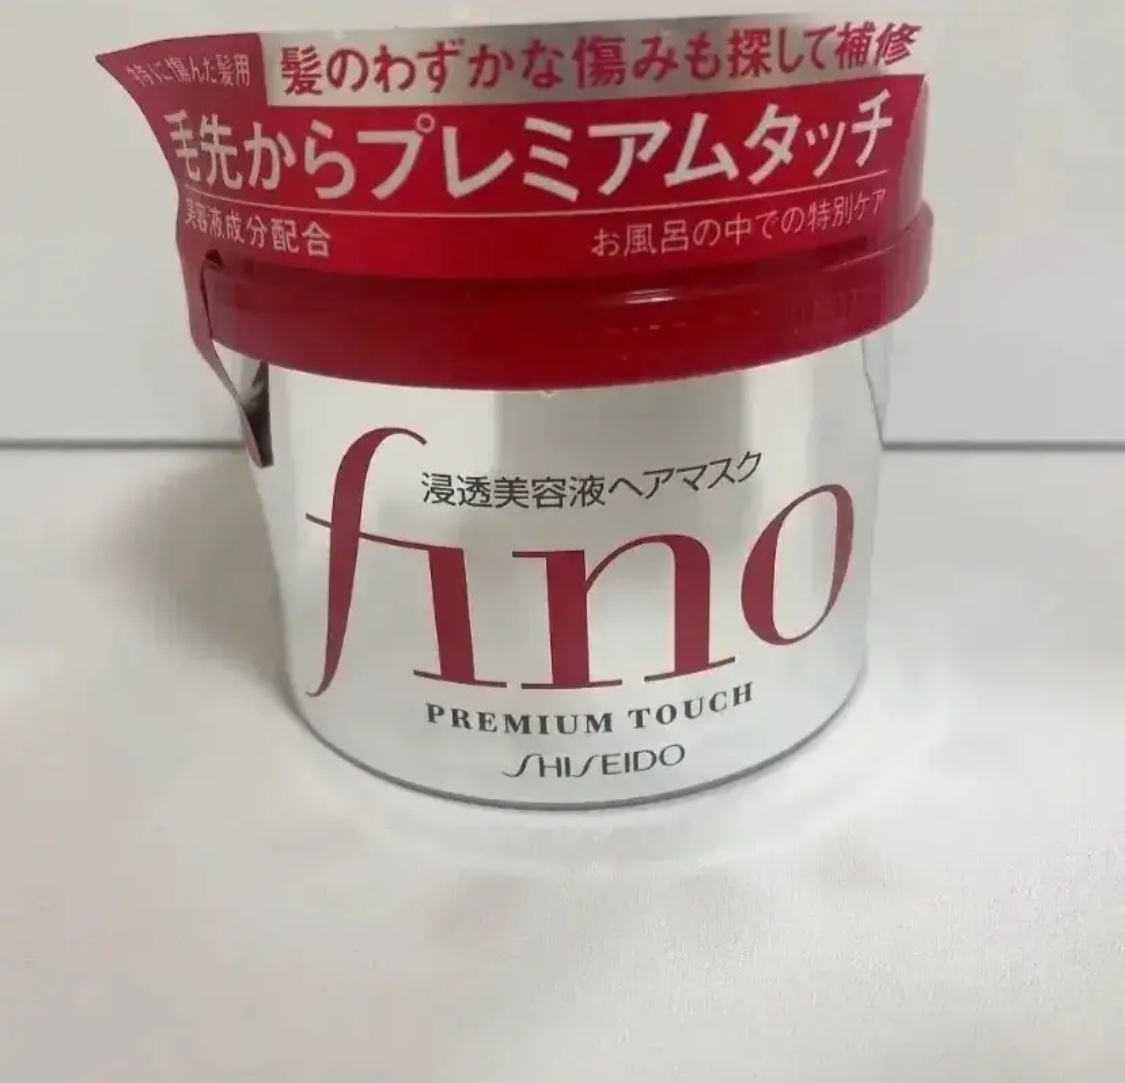 特に傷んだ髪用
髪のわずかな傷みも探して補修
毛先からプレミアムタッチ
美容液成分配合
お風呂の中での特別ケア
浸透美容液ヘアマスク
fino
PREMIUM TOUCH
SHISEIDO